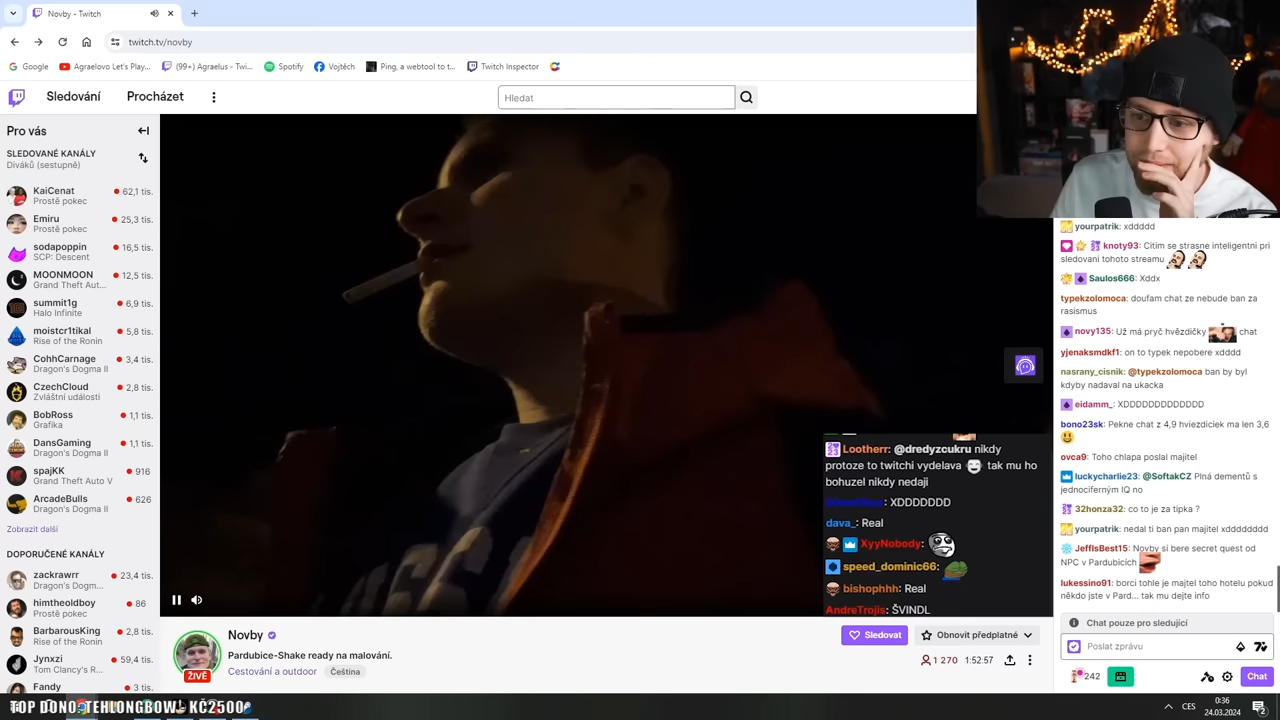 Novby - Twitch
twitch.tv/novby
Google
Agraelovo Let's Play...
(99+) Agraelus - Twi...
Spotify
Vojtěch
Ping, a webtool to t...
Twitch Inspector
Sledování
Procházet
Hledat
Pro vás
SLEDOVANÉ KANÁLY
Diváků (sestupně)
KaiCenat
62,1 tis.
Prostě pokec
Emiru
25,3 tis.
Prostě pokec
sodapoppin
16,5 tis.
SCP: Descent
MOONMOON
12,5 tis.
Grand Theft Aut...
summit1g
6,9 tis.
Halo Infinite
moistcr1tikal
5,8 tis.
Rise of the Ronin
CohhCarnage
3,4 tis.
Dragon's Dogma II
CzechCloud
2,8 tis.
Zvláštní události
BobRoss
1,1 tis.
Grafika
DansGaming
1,1 tis.
Dragon's Dogma II
spajKK
916
Grand Theft Auto V
ArcadeBulls
626
Dragon's Dogma II
Zobrazit další
DOPORUČENÉ KANÁLY
zackrawrr
23,4 tis.
Dragon's Dogm...
himtheoldboy
86
Prostě pokec
BarbarousKing
2,8 tis.
Rise of the Ronin
Jynxzi
59,4 tis.
Tom Clancy's R...
Fandy
3 tis.
Lootherr: @dredyzcukru nikdy
protoze to twitchi vydelava tak mu ho
bohuzel nikdy nedaji
XDDDDDDD
dava_: Real
XyyNobody:
speed_dominic66:
bishophhh: Real
AndreTrojis: ŠVINDL
Novby
Pardubice-Shake ready na malování.
Cestování a outdoor
Čeština
ŽIVĚ
Sledovat
Obnovit předplatné
1 270
1:52:57
yourpatrik: xddddd
knoty93: Citim se strasne inteligentni pri
sledovani tohoto streamu
Saulos666: Xddx
typekzolomoca: doufam chat ze nebude ban za
rasismus
novy135: Už má pryč hvězdičky chat
yjenaksmdkf1: on to typek nepobere xdddd
nasrany_cisnik: @typekzolomoca ban by byl
kdyby nadaval na ukacka
eidamm_: XDDDDDDDDDDDDD
bono23sk: Pekne chat z 4,9 hviezdiciek ma len 3,6
ovca9: Toho chlapa poslal majitel
luckycharlie23: @SoftakCZ Plná dementů s
jednociferným IQ no
32honza32: co to je za tipka ?
yourpatrik: nedal ti ban pan majitel xdddddddd
JeffIsBest15: Novby si bere secret quest od
NPC v Pardubicích
lukessino91: borci tohle je majtel toho hotelu pokud
někdo jste v Pard... tak mu dejte info
Chat pouze pro sledující
Poslat zprávu
242
Chat
TOP DONO:TEHLONGBOW_ KČ2500
CES
0:36
24.03.2024
2